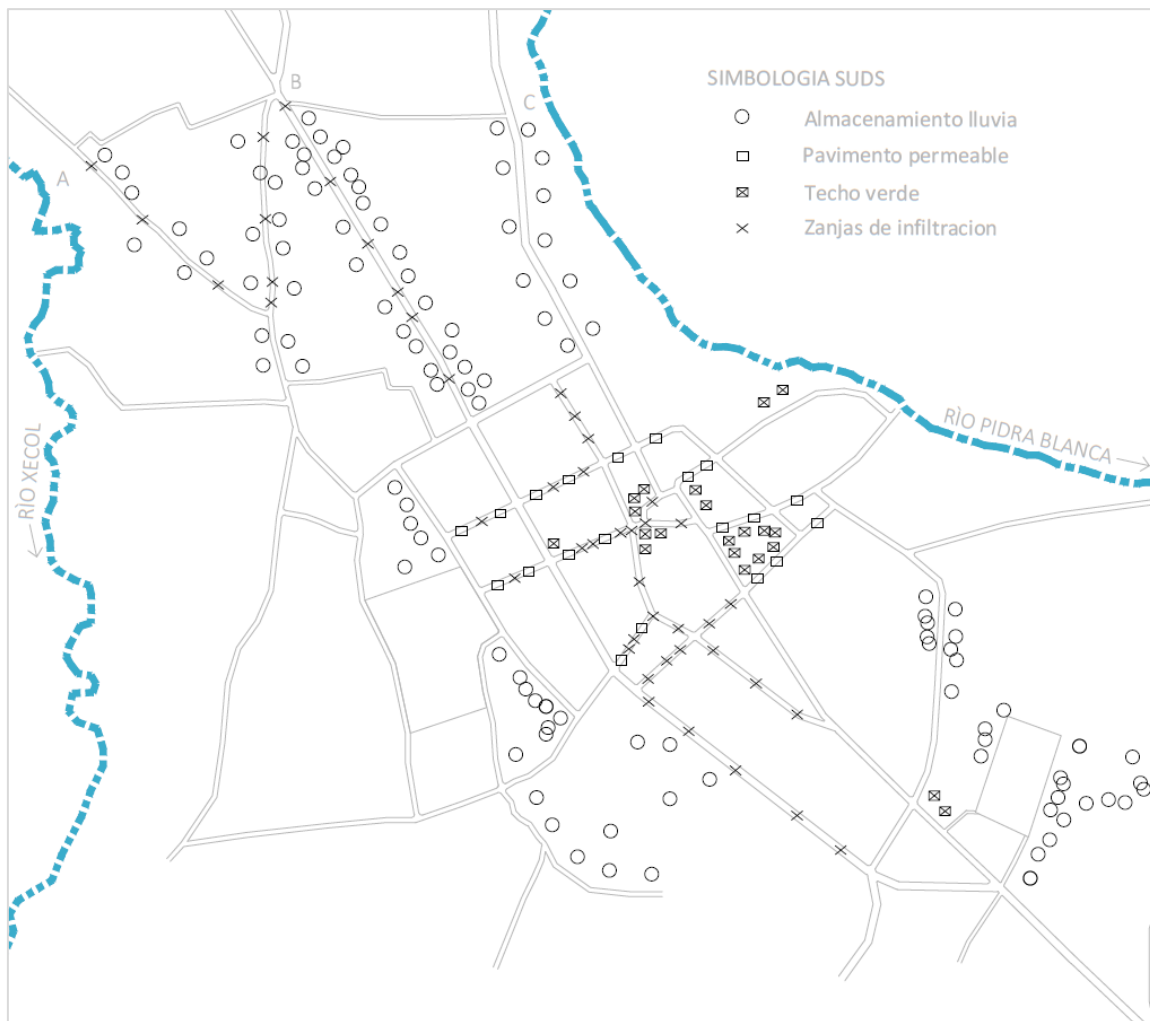 B
C
A
SIMBOLOGIA SUDS
Almacenamiento lluvia
Pavimento permeable
Techo verde
Zanjas de infiltracion
RÌO XECOL
RÌO PIDRA BLANCA